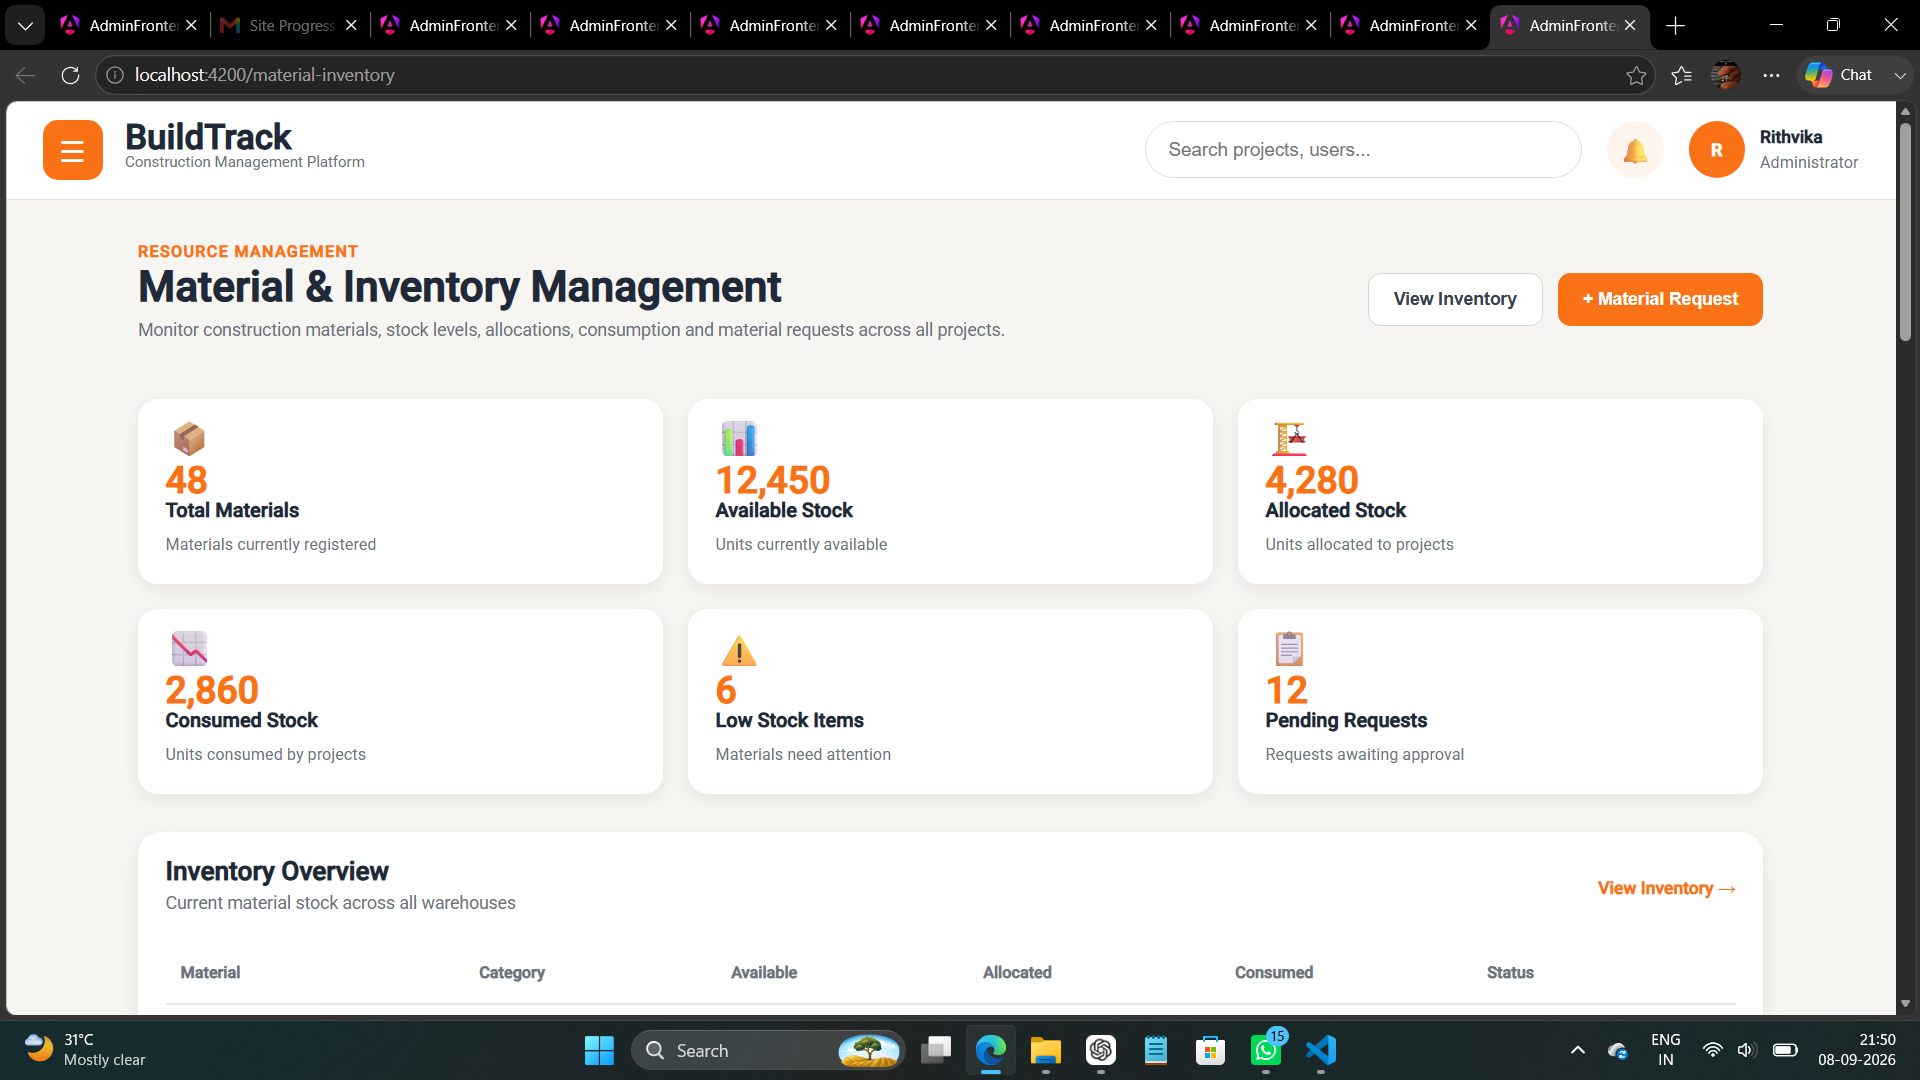 AdminFronte
Site Progress
AdminFronte
AdminFronte
AdminFronte
AdminFronte
AdminFronte
AdminFronte
AdminFronte
AdminFronte
localhost:4200/material-inventory
Chat
BuildTrack
Construction Management Platform
Search projects, users...
R
Rithvika
Administrator
RESOURCE MANAGEMENT
Material & Inventory Management
Monitor construction materials, stock levels, allocations, consumption and material requests across all projects.
View Inventory
+ Material Request
48
Total Materials
Materials currently registered
12,450
Available Stock
Units currently available
4,280
Allocated Stock
Units allocated to projects
2,860
Consumed Stock
Units consumed by projects
6
Low Stock Items
Materials need attention
12
Pending Requests
Requests awaiting approval
Inventory Overview
Current material stock across all warehouses
View Inventory →
Material Category Available Allocated Consumed Status
31°C
Mostly clear
Search
15
ENG
IN
21:50
08-09-2026